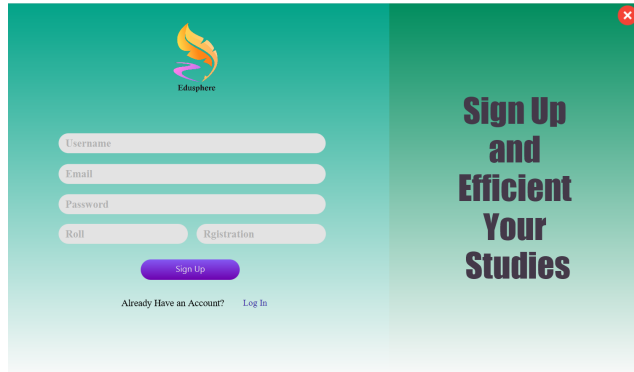 Edusphere
Username
Email
Password
Roll Rgistration
Sign Up
Already Have an Account? Log In
Sign Up
and
Efficient
Your
Studies